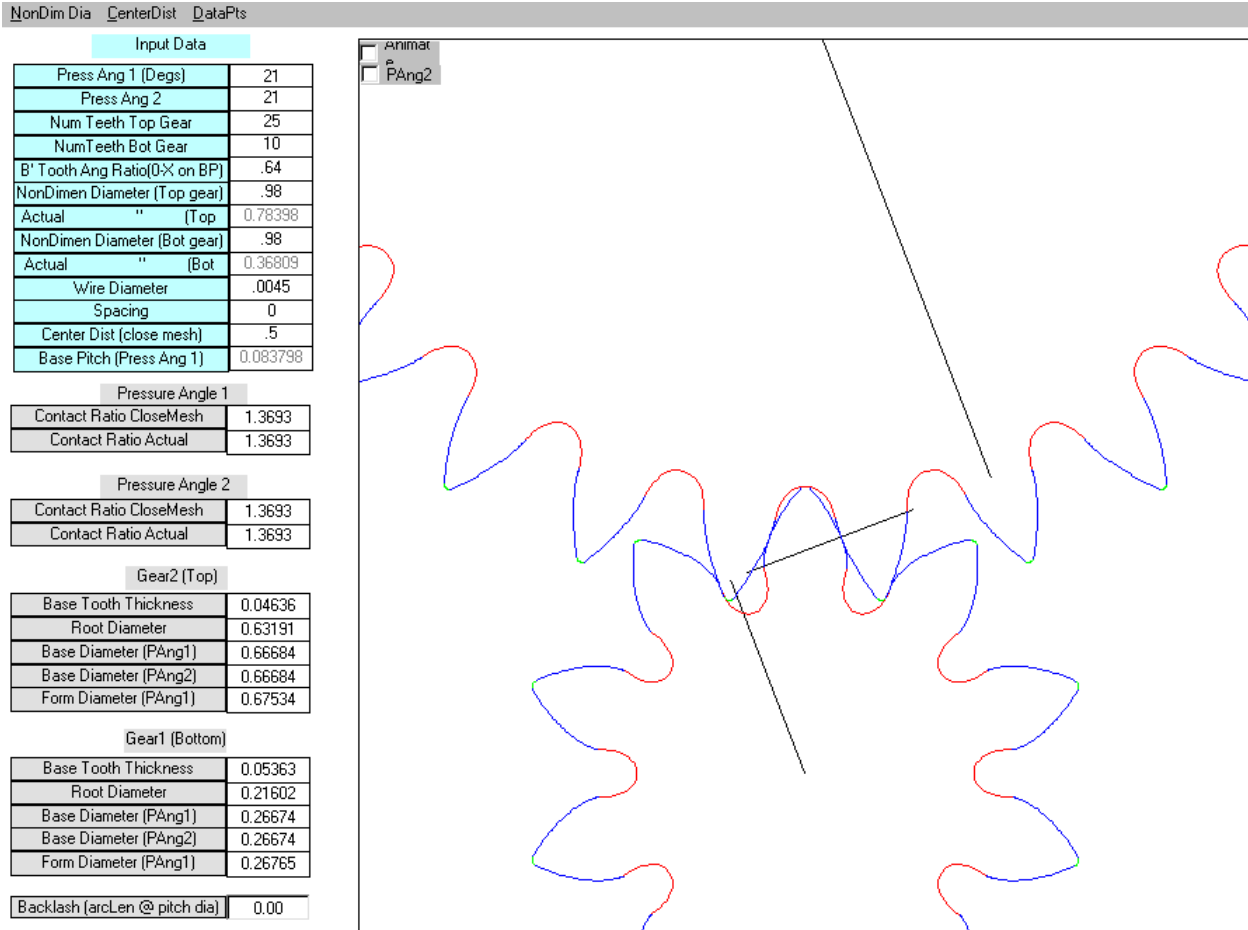 NonDim Dia CenterDist DataPts
Input Data
Press Ang 1 (Degs) 21
Press Ang 2 21
Num Teeth Top Gear 25
NumTeeth Bot Gear 10
B' Tooth Ang Ratio(0-X on BP) .64
NonDimen Diameter (Top gear) .98
Actual " (Top 0.78398
NonDimen Diameter (Bot gear) .98
Actual " (Bot 0.36809
Wire Diameter .0045
Spacing 0
Center Dist (close mesh) .5
Base Pitch (Press Ang 1) 0.083798
Pressure Angle 1
Contact Ratio CloseMesh 1.3693
Contact Ratio Actual 1.3693
Pressure Angle 2
Contact Ratio CloseMesh 1.3693
Contact Ratio Actual 1.3693
Gear2 (Top)
Base Tooth Thickness 0.04636
Root Diameter 0.63191
Base Diameter (PAng1) 0.66684
Base Diameter (PAng2) 0.66684
Form Diameter (PAng1) 0.67534
Gear1 (Bottom)
Base Tooth Thickness 0.05363
Root Diameter 0.21602
Base Diameter (PAng1) 0.26674
Base Diameter (PAng2) 0.26674
Form Diameter (PAng1) 0.26765
Backlash (arcLen @ pitch dia) 0.00
Animat
e
PAng2